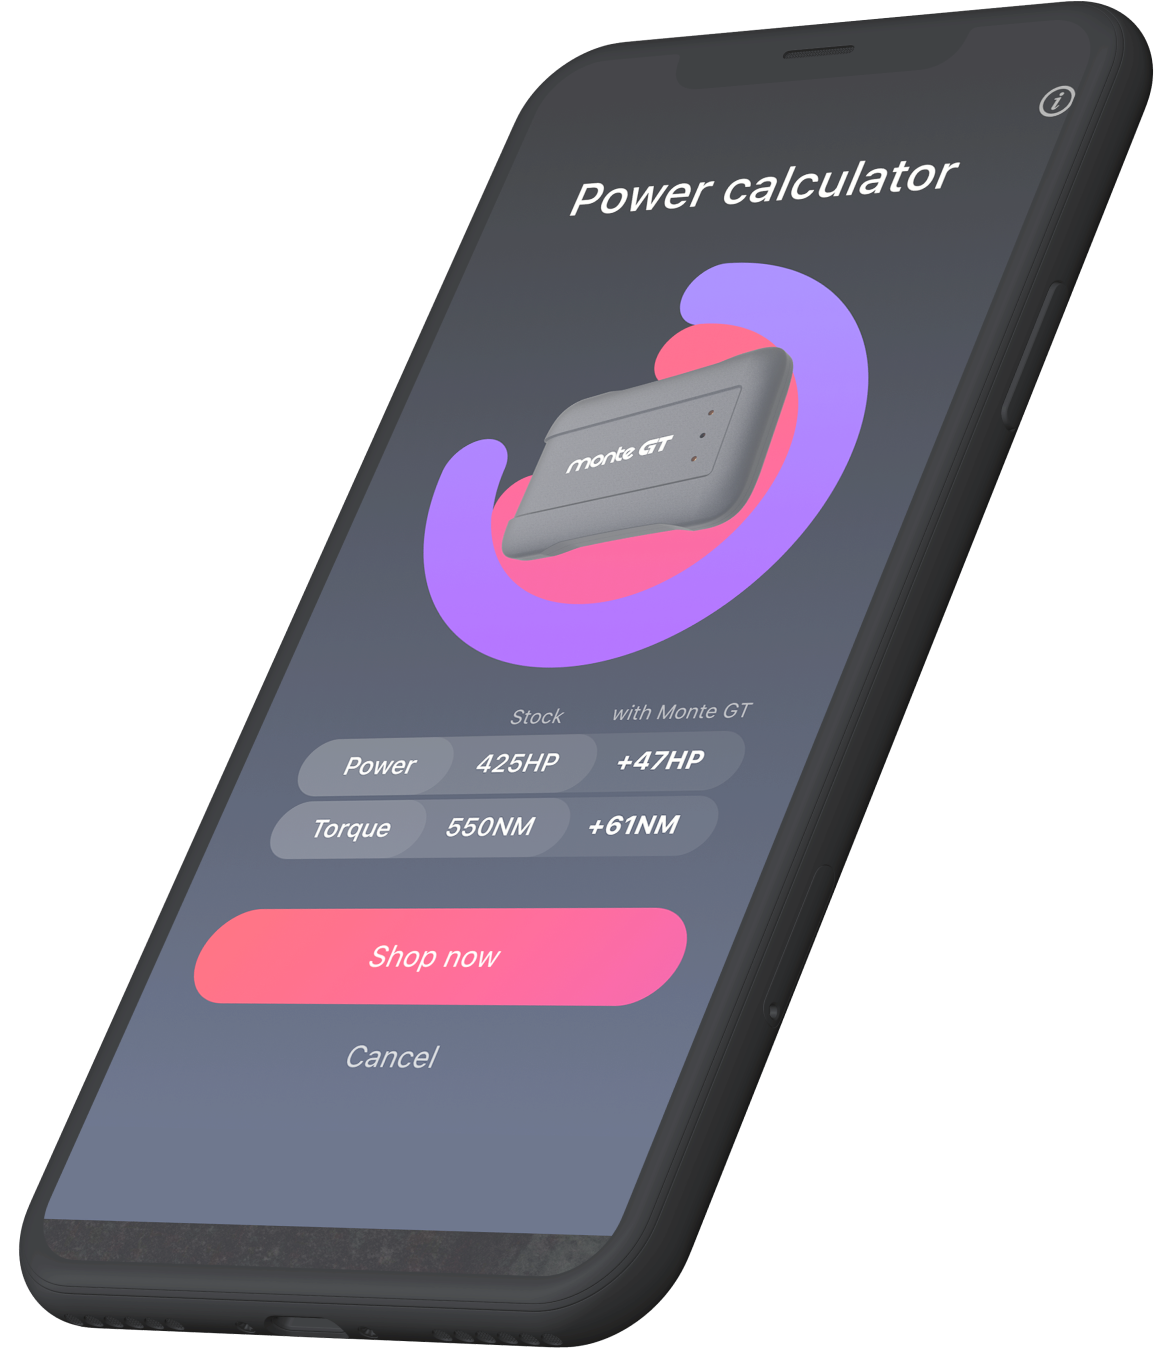 i
Power calculator
monte GT
Stock with Monte GT
Power 425HP +47HP
Torque 550NM +61NM
Shop now
Cancel